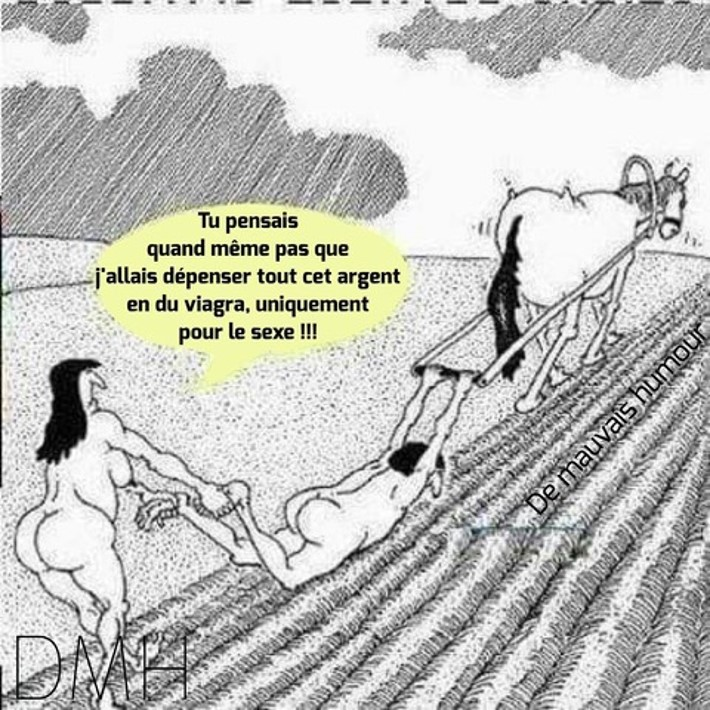 Tu pensais
quand même pas que
j'allais dépenser tout cet argent
en du viagra, uniquement
pour le sexe !!!
De mauvais humour
DMH